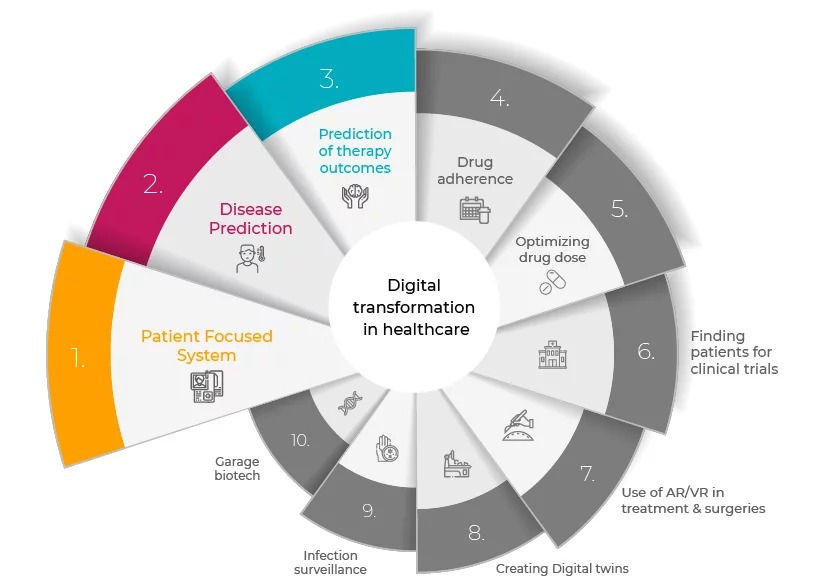 Digital
transformation
in healthcare
1.
Patient Focused
System
2.
Disease
Prediction
3.
Prediction
of therapy
outcomes
4.
Drug
adherence
5.
Optimizing
drug dose
6.
Finding
patients for
clinical trials
7.
Use of AR/VR in
treatment & surgeries
8.
Creating Digital twins
9.
Infection
surveillance
10.
Garage
biotech